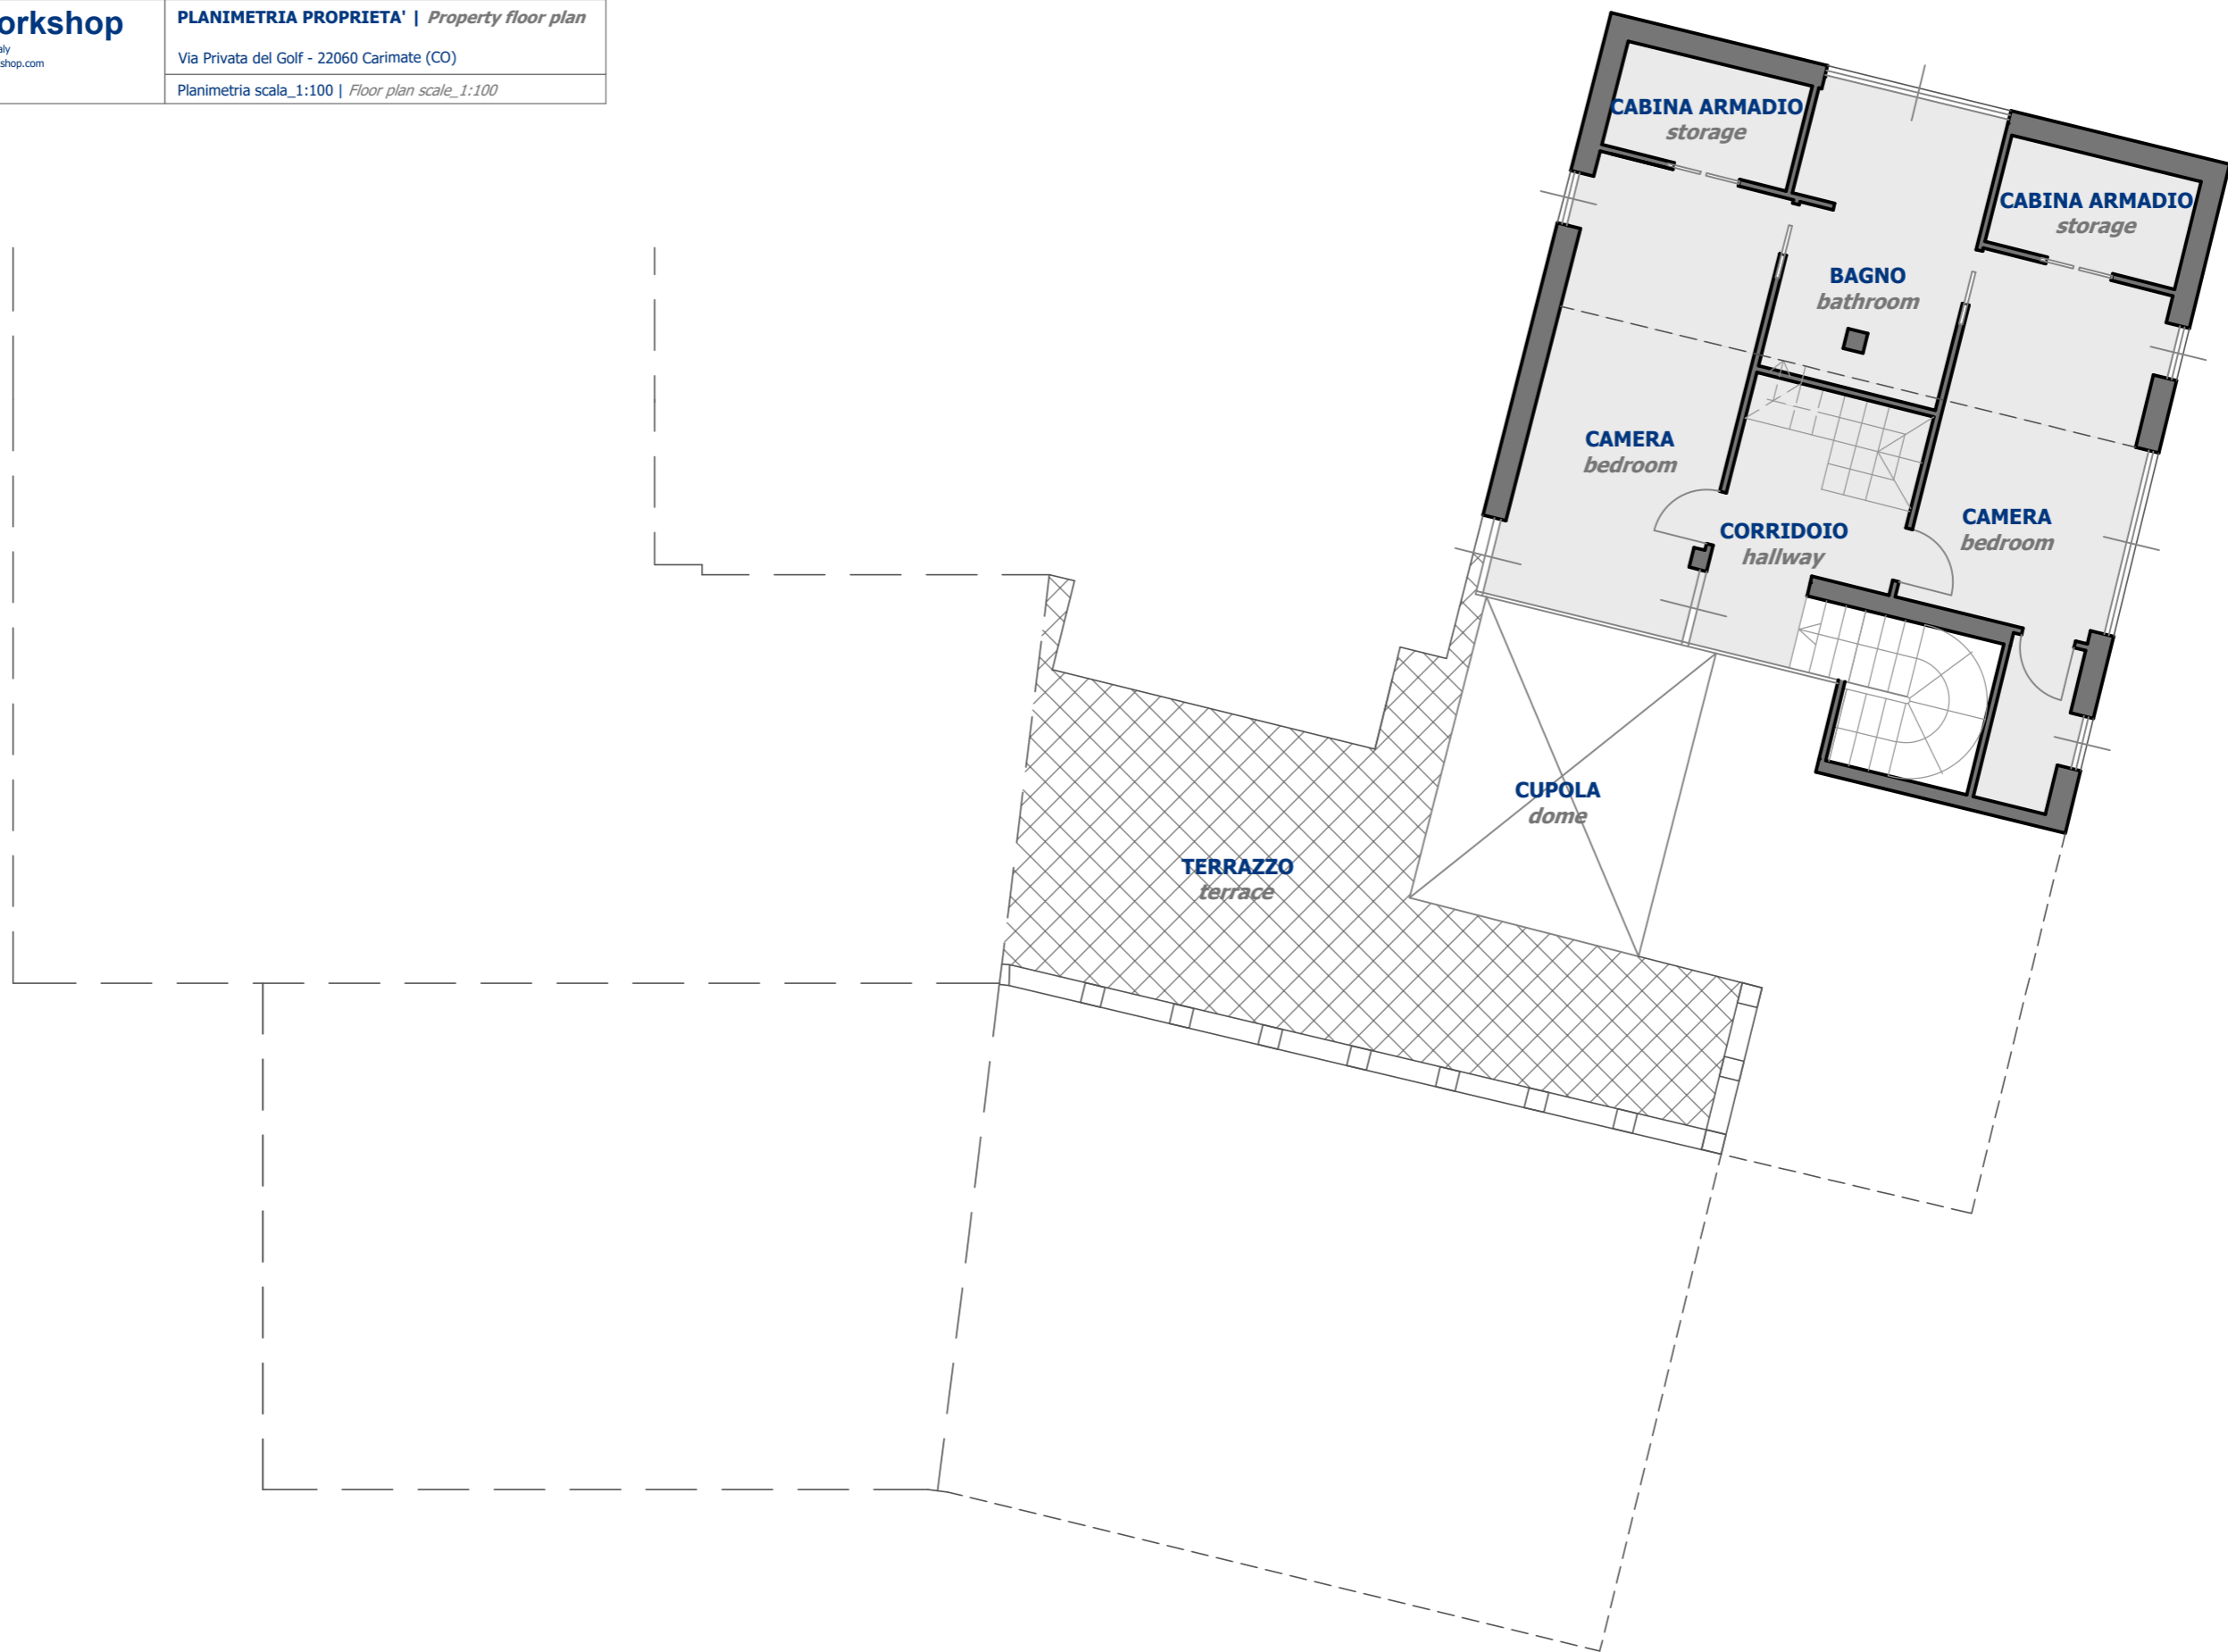 orkshop
aly
shop.com
PLANIMETRIA PROPRIETA' | Property floor plan
Via Privata del Golf - 22060 Carimate (CO)
Planimetria scala_1:100 | Floor plan scale_1:100
CABINA ARMADIO
storage
CABINA ARMADIO
storage
BAGNO
bathroom
CAMERA
bedroom
CORRIDOIO
hallway
CAMERA
bedroom
CUPOLA
dome
TERRAZZO
terrace